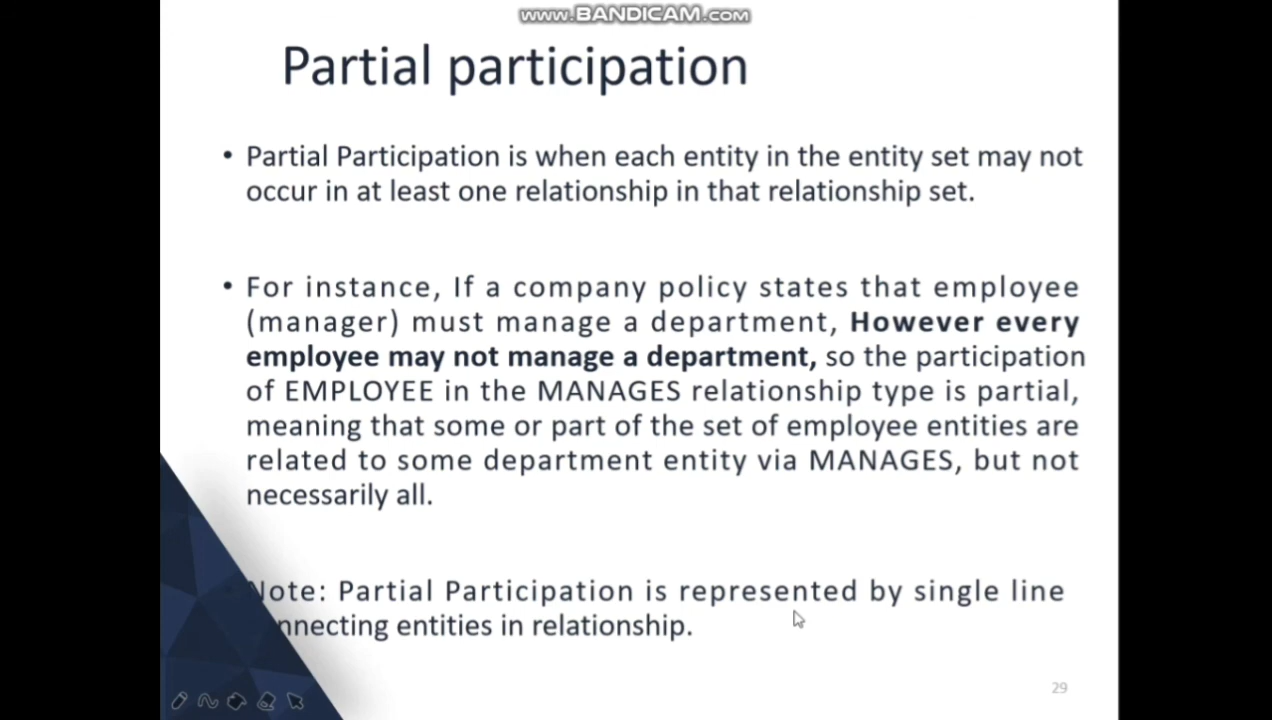 www.BANDICAM.com
Partial participation
• Partial Participation is when each entity in the entity set may not
occur in at least one relationship in that relationship set.
• For instance, If a company policy states that employee
(manager) must manage a department, However every
employee may not manage a department, so the participation
of EMPLOYEE in the MANAGES relationship type is partial,
meaning that some or part of the set of employee entities are
related to some department entity via MANAGES, but not
necessarily all.
Note: Partial Participation is represented by single line
connecting entities in relationship.
29